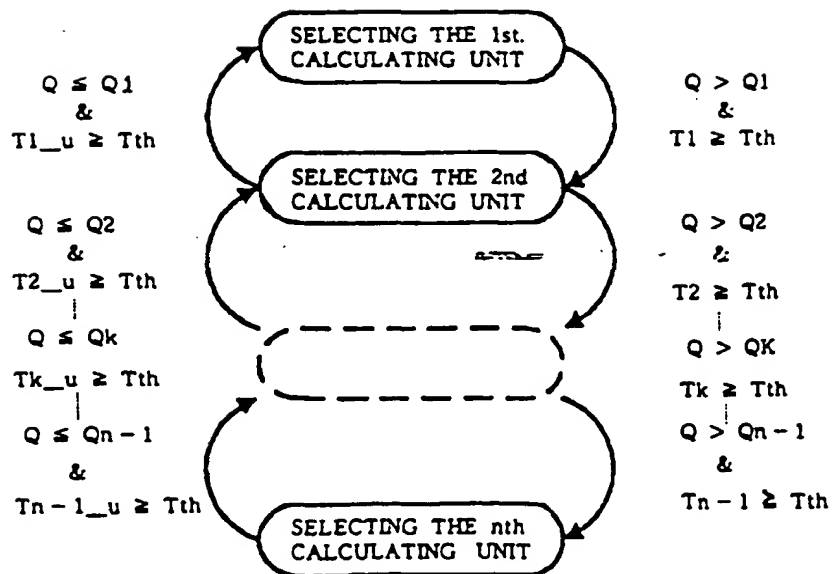 SELECTING THE 1st.
CALCULATING UNIT
Q ≦ Q1
&
T1_u ≧ Tth
Q > Q1
&
T1 ≧ Tth
SELECTING THE 2nd
CALCULATING UNIT
Q ≦ Q2
&
T2_u ≧ Tth
Q ≦ Qk
Tk_u ≧ Tth
Q ≦ Qn-1
&
Tn-1_u ≧ Tth
Q > Q2
&
T2 ≧ Tth
Q > QK
Tk ≧ Tth
Q > Qn-1
&
Tn-1 ≧ Tth
SELECTING THE nth
CALCULATING UNIT